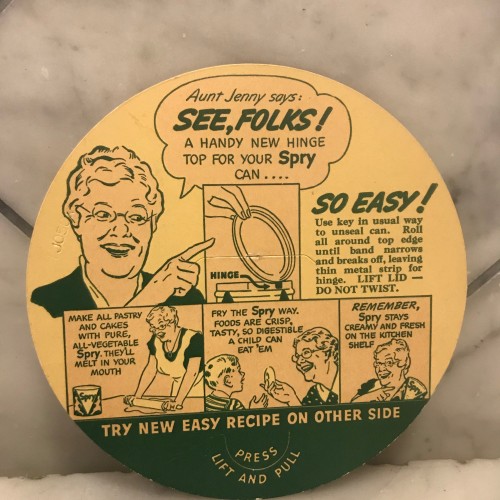 Aunt Jenny says:
SEE, FOLKS!
A HANDY NEW HINGE
TOP FOR YOUR Spry
CAN ....
SO EASY!
Use key in usual way
to unseal can. Roll
all around top edge
until band narrows
and breaks off, leaving
thin metal strip for
hinge. LIFT LID —
DO NOT TWIST.
HINGE
MAKE ALL PASTRY
AND CAKES
WITH PURE,
ALL-VEGETABLE
Spry. THEY'LL
MELT IN YOUR
MOUTH
Spry
FRY THE Spry WAY.
FOODS ARE CRISP,
TASTY, SO DIGESTIBLE
A CHILD CAN
EAT 'EM
REMEMBER,
Spry STAYS
CREAMY AND FRESH
ON THE KITCHEN
SHELF
TRY NEW EASY RECIPE ON OTHER SIDE
PRESS
LIFT AND PULL